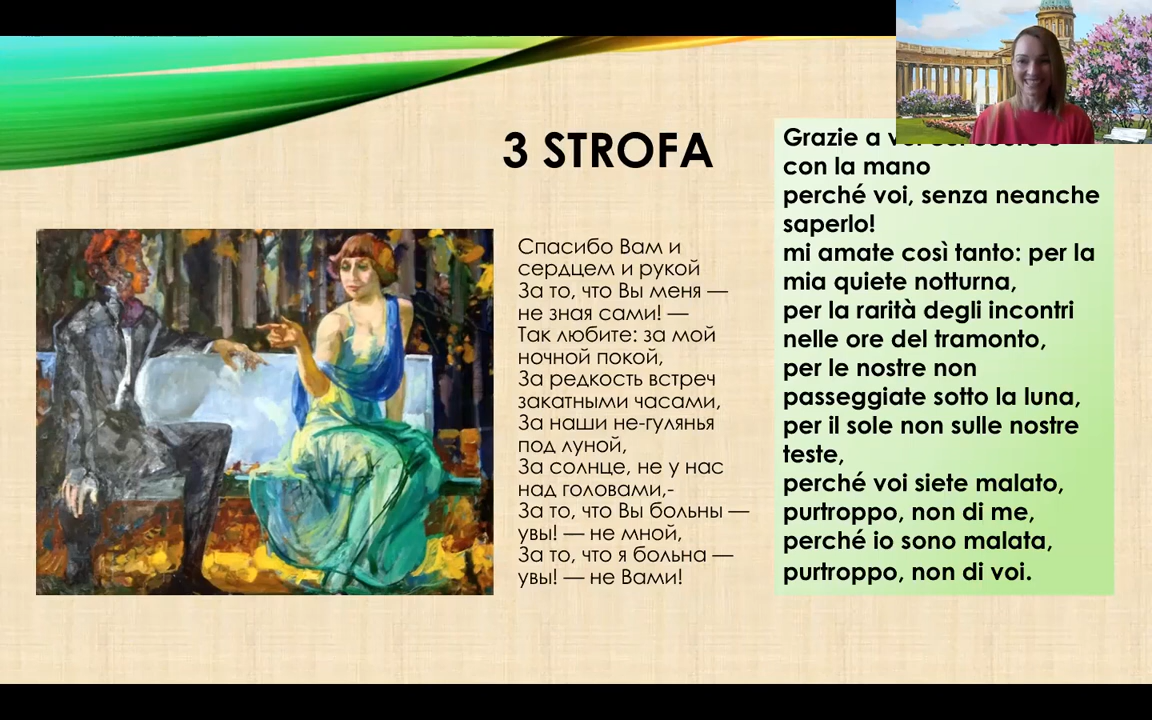 3 STROFA
Спасибо Вам и
сердцем и рукой
За то, что Вы меня —
не зная сами! —
Так любите: за мой
ночной покой,
За редкость встреч
закатными часами,
За наши не-гулянья
под луной,
За солнце, не у нас
над головами,-
За то, что Вы больны —
увы! — не мной,
За то, что я больна —
увы! — не Вами!
Grazie a
con la mano
perché voi, senza neanche
saperlo!
mi amate così tanto: per la
mia quiete notturna,
per la rarità degli incontri
nelle ore del tramonto,
per le nostre non
passeggiate sotto la luna,
per il sole non sulle nostre
teste,
perché voi siete malato,
purtroppo, non di me,
perché io sono malata,
purtroppo, non di voi.